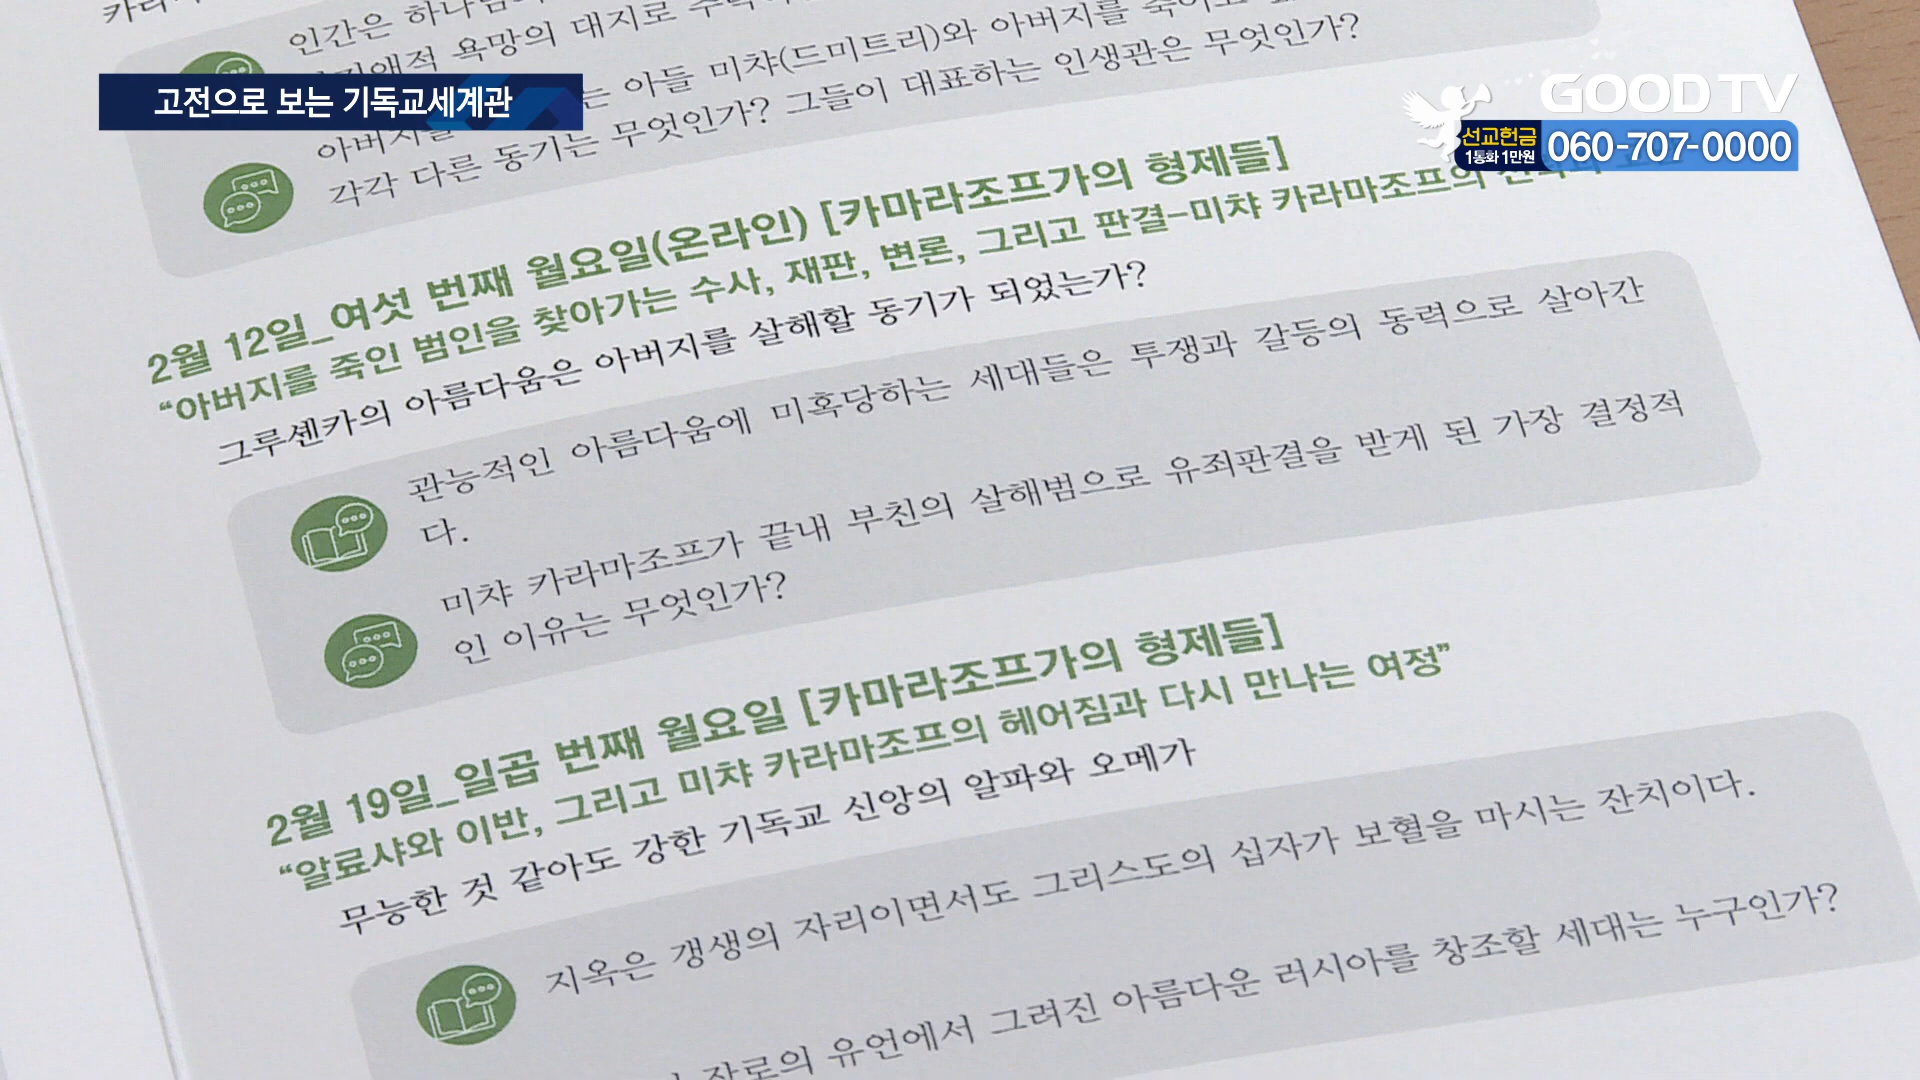 인간은
욕망의 대지로
아들 미챠(드미트리)와 아버지를
아버지를
무엇인가? 그들이 대표하는 인생관은 무엇인가?
각각 다른 동기는
고전으로 보는 기독교세계관
GOODTV
선교헌금
1통화 1만원
060-707-0000
2월 12일_여섯 번째 월요일(온라인) [카마라조프가의 형제들]
“아버지를 죽인 범인을 찾아가는 수사, 재판, 변론, 그리고 판결-미챠 카라마조프의
그루셴카의 아름다움은 아버지를 살해할 동기가 되었는가?
관능적인 아름다움에 미혹당하는 세대들은 투쟁과 갈등의 동력으로 살아간
다.
미챠 카라마조프가 끝내 부친의 살해범으로 유죄판결을 받게 된 가장 결정적
인 이유는 무엇인가?
2월 19일_일곱 번째 월요일 [카마라조프가의 형제들]
“알료샤와 이반, 그리고 미챠 카라마조프의 헤어짐과 다시 만나는 여정”
무능한 것 같아도 강한 기독교 신앙의 알파와 오메가
지옥은 갱생의 자리이면서도 그리스도의 십자가 보혈을 마시는 잔치이다.
장로의 유언에서 그려진 아름다운 러시아를 창조할 세대는 누구인가?